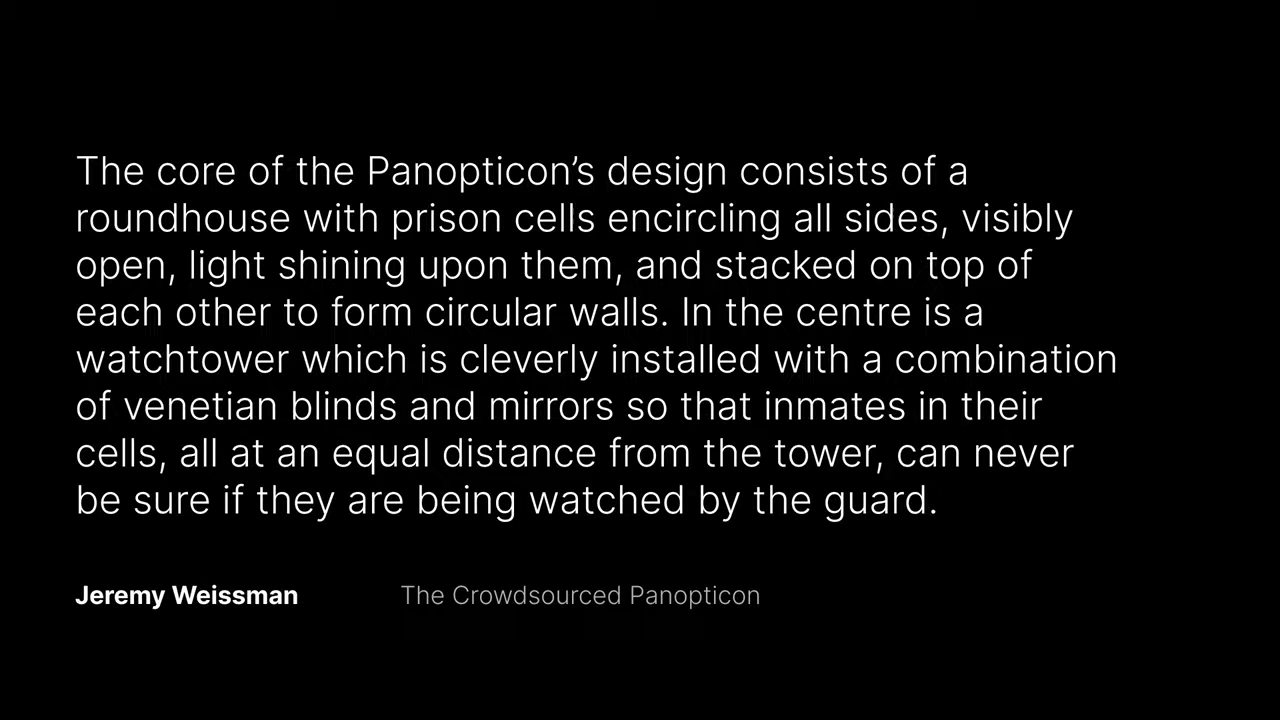 The core of the Panopticon’s design consists of a
roundhouse with prison cells encircling all sides, visibly
open, light shining upon them, and stacked on top of
each other to form circular walls. In the centre is a
watchtower which is cleverly installed with a combination
of venetian blinds and mirrors so that inmates in their
cells, all at an equal distance from the tower, can never
be sure if they are being watched by the guard.
Jeremy Weissman The Crowdsourced Panopticon